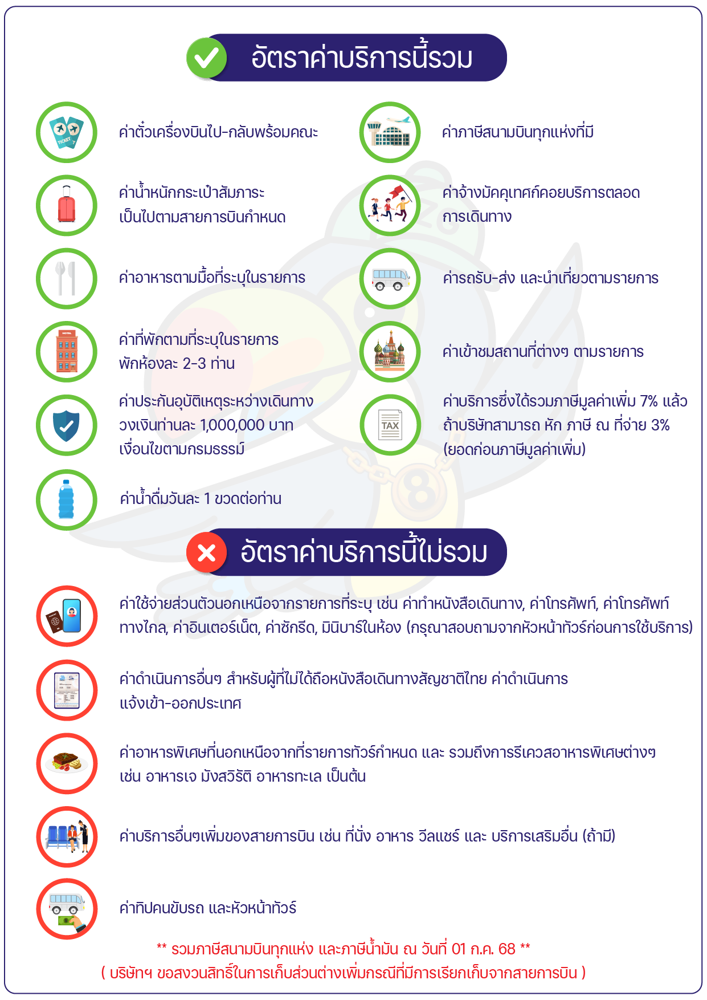 อัตราค่าบริการนี้รวม
ค่าตั๋วเครื่องบินไป-กลับพร้อมคณะ
ค่าภาษีสนามบินทุกแห่งที่มี
ค่าน้ำหนักกระเป๋าสัมภาระ
เป็นไปตามสายการบินกำหนด
ค่าจ้างมัคคุเทศก์คอยบริการตลอด
การเดินทาง
ค่าอาหารตามมื้อที่ระบุในรายการ
ค่ารถรับ-ส่ง และนำเที่ยวตามรายการ
ค่าที่พักตามที่ระบุในรายการ
พักห้องละ 2-3 ท่าน
ค่าเข้าชมสถานที่ต่างๆ ตามรายการ
ค่าประกันอุบัติเหตุระหว่างเดินทาง
วงเงินท่านละ 1,000,000 บาท
เงื่อนไขตามกรมธรรม์
ค่าบริการซึ่งได้รวมภาษีมูลค่าเพิ่ม 7% แล้ว
ถ้าบริษัทสามารถ หัก ภาษี ณ ที่จ่าย 3%
(ยอดก่อนภาษีมูลค่าเพิ่ม)
ค่าน้ำดื่มวันละ 1 ขวดต่อท่าน
TICKET
HOTEL
TAX
ZG
8
อัตราค่าบริการนี้ไม่รวม
ค่าใช้จ่ายส่วนตัวนอกเหนือจากรายการที่ระบุ เช่น ค่าทำหนังสือเดินทาง, ค่าโทรศัพท์, ค่าโทรศัพท์
ทางไกล, ค่าอินเตอร์เน็ต, ค่าซักรีด, มินิบาร์ในห้อง (กรุณาสอบถามจากหัวหน้าทัวร์ก่อนการใช้บริการ)
ค่าดำเนินการอื่นๆ สำหรับผู้ที่ไม่ได้ถือหนังสือเดินทางสัญชาติไทย ค่าดำเนินการ
แจ้งเข้า-ออกประเทศ
ค่าอาหารพิเศษที่นอกเหนือจากที่รายการทัวร์กำหนด และ รวมถึงการรีเควสอาหารพิเศษต่างๆ
เช่น อาหารเจ มังสวิรัติ อาหารทะเล เป็นต้น
ค่าบริการอื่นๆเพิ่มของสายการบิน เช่น ที่นั่ง อาหาร วีลแชร์ และ บริการเสริมอื่น (ถ้ามี)
ค่าทิปคนขับรถ และหัวหน้าทัวร์
** รวมภาษีสนามบินทุกแห่ง และภาษีน้ำมัน ณ วันที่ 01 ก.ค. 68 **
( บริษัทฯ ขอสงวนสิทธิ์ในการเก็บส่วนต่างเพิ่มกรณีที่มีการเรียกเก็บจากสายการบิน )